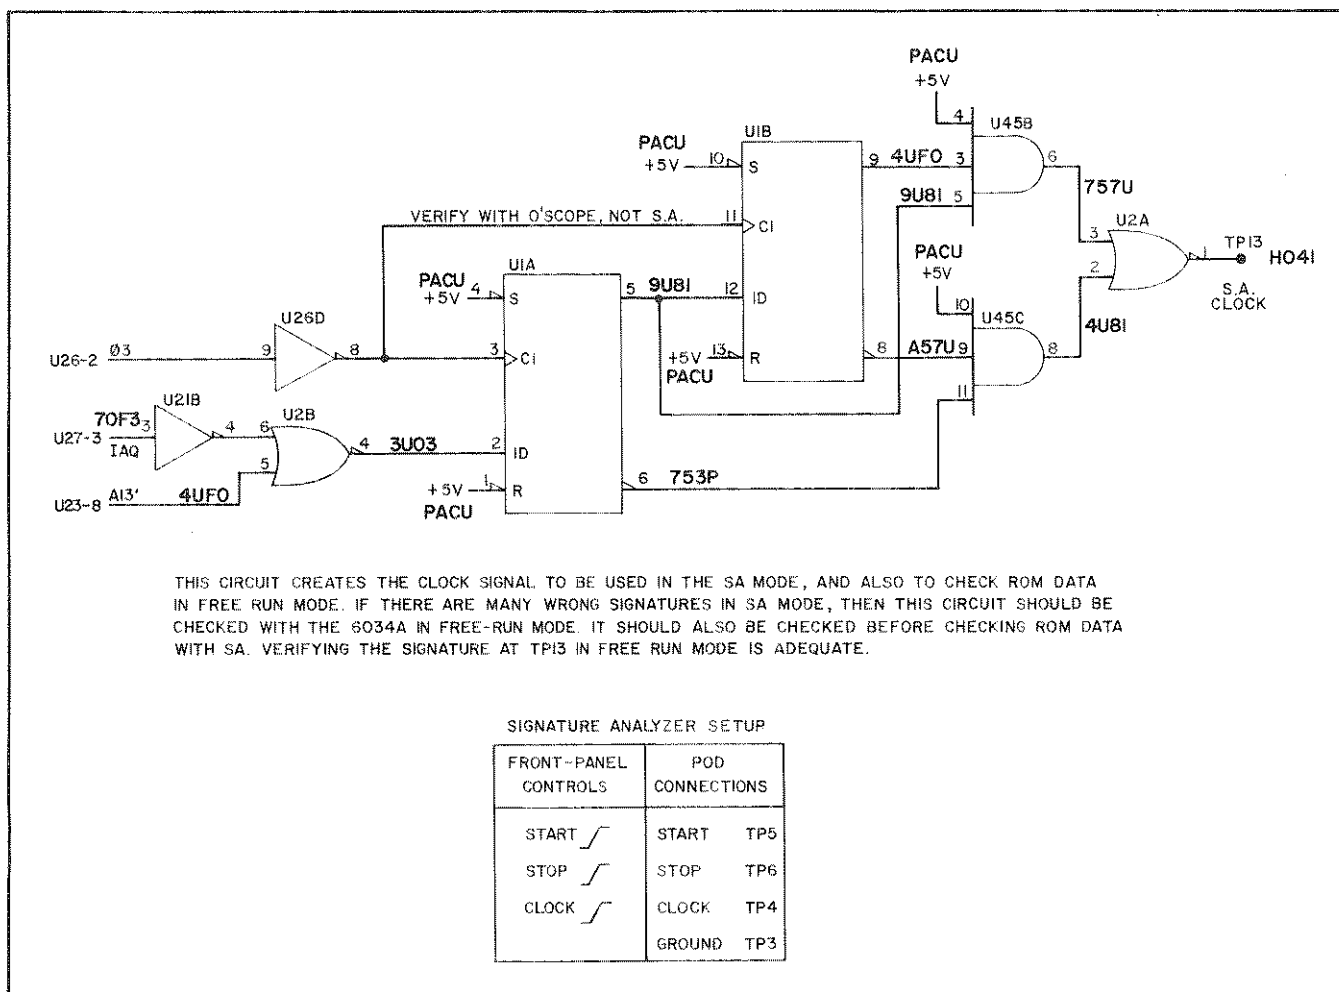 PACU
+5V
4 U45B
U1B
PACU
+5V 10 S
9 4UF0 3
6
9U81 5
757U
VERIFY WITH O'SCOPE, NOT S.A. 11 C1
U2A
3
TP13
1 H041
2
S.A.
CLOCK
U1A
PACU
+5V 4 S
5 9U81 12 ID
PACU
+5V
10
U45C
4U81
U26D
U26-2 Ø3 9 8 3 C1
+5V 13 R
PACU
8 A57U 9
8
11
U21B
70F3 3
U27-3 IAQ
4 6 U2B
4 3U03 2 ID
5
U23-8 A13' 4UF0
+5V 1 R
PACU
6 753P
THIS CIRCUIT CREATES THE CLOCK SIGNAL TO BE USED IN THE SA MODE, AND ALSO TO CHECK ROM DATA
IN FREE RUN MODE. IF THERE ARE MANY WRONG SIGNATURES IN SA MODE, THEN THIS CIRCUIT SHOULD BE
CHECKED WITH THE 6034A IN FREE-RUN MODE. IT SHOULD ALSO BE CHECKED BEFORE CHECKING ROM DATA
WITH SA. VERIFYING THE SIGNATURE AT TP13 IN FREE RUN MODE IS ADEQUATE.
SIGNATURE ANALYZER SETUP
FRONT-PANEL
CONTROLS
POD
CONNECTIONS
START START TP5
STOP STOP TP6
CLOCK CLOCK TP4
GROUND TP3